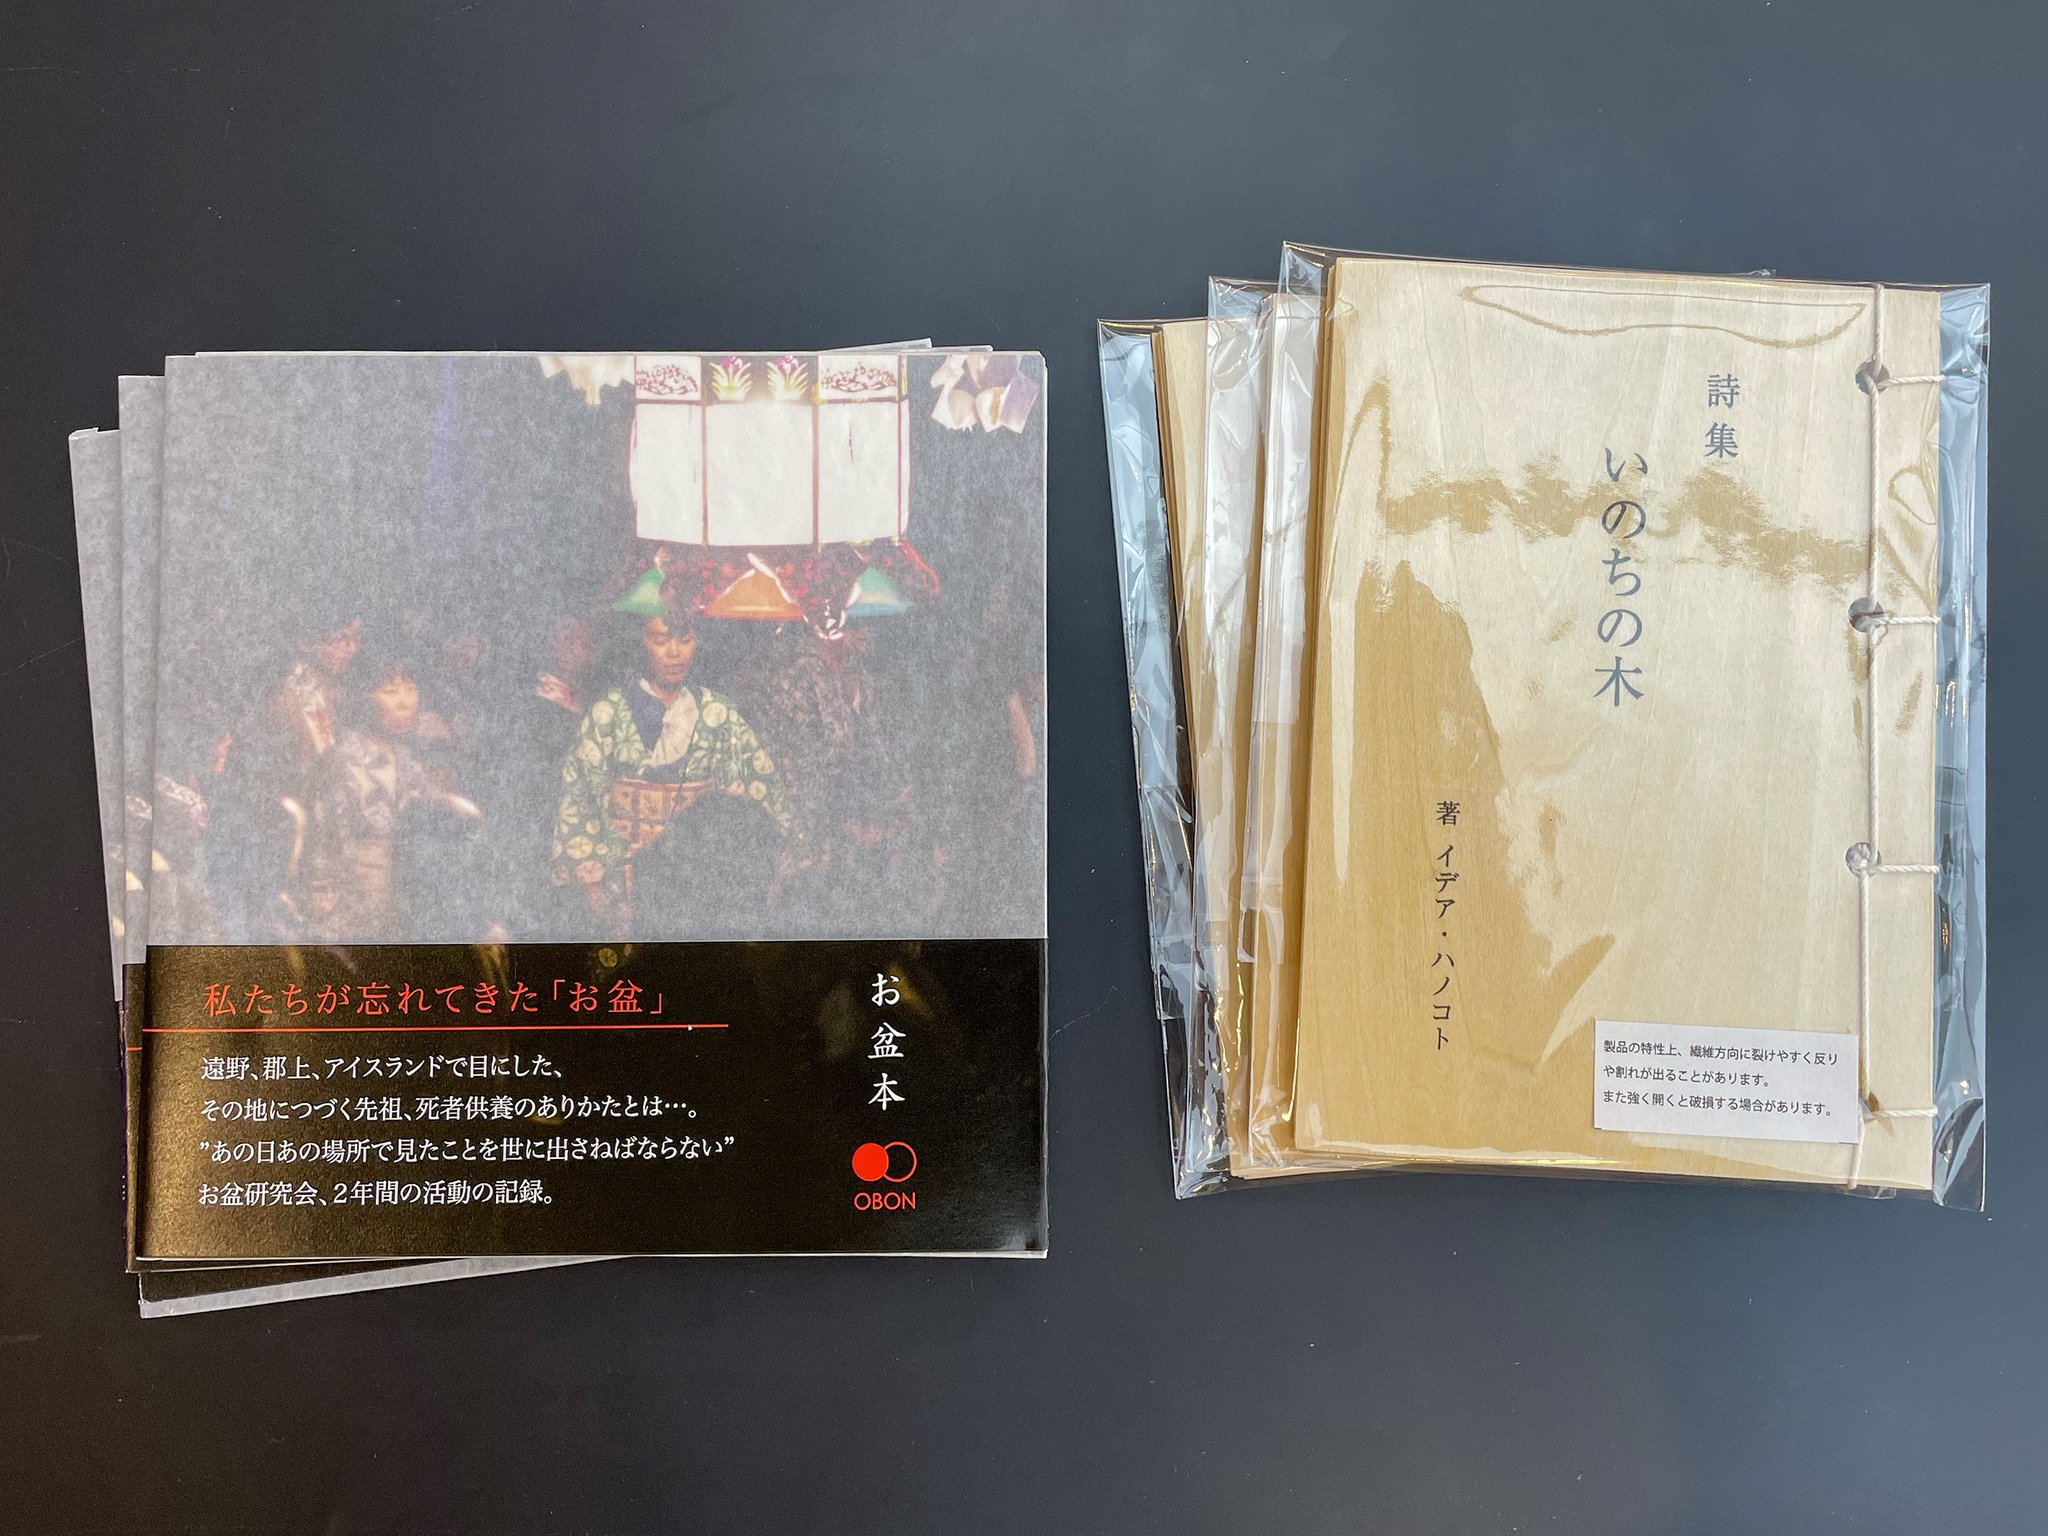 私たちが忘れてきた「お盆」
遠野、郡上、アイスランドで目にした、
その地につづく先祖、死者供養のありかたとは…。
”あの日あの場所で見たことを世に出さねばならない”
お盆研究会、2年間の活動の記録。
お盆本
OBON
詩集
いのちの木
著 イデア・ハノコト
製品の特性上、繊維方向に裂けやすく反り
や割れが出ることがあります。
また強く開くと破損する場合があります。